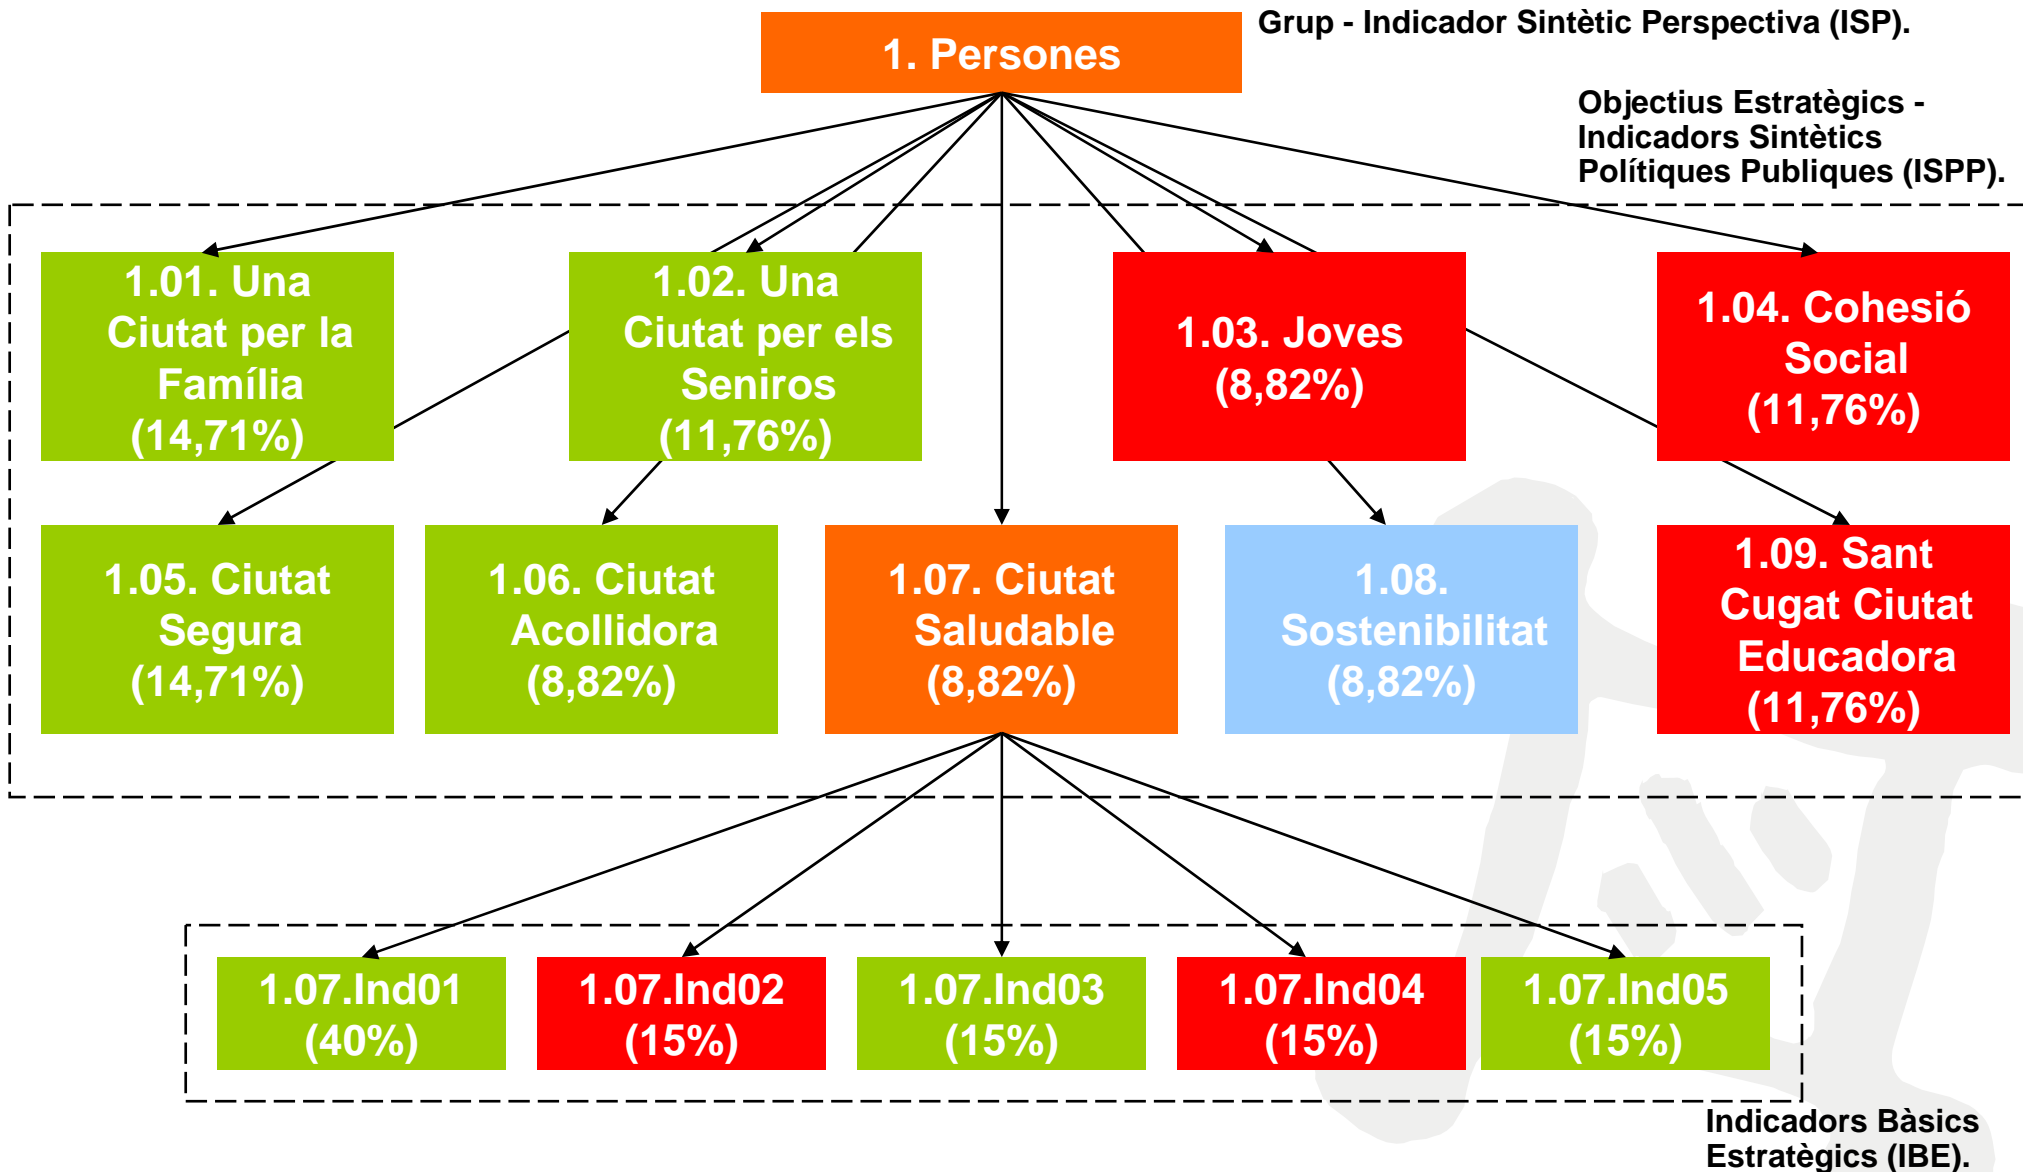 Grup - Indicador Sintètic Perspectiva (ISP).
1. Persones
Objectius Estratègics -
Indicadors Sintètics
Polítiques Publiques (ISPP).
1.01. Una
Ciutat per la
Família
(14,71%)
1.02. Una
Ciutat per els
Seniros
(11,76%)
1.03. Joves
(8,82%)
1.04. Cohesió
Social
(11,76%)
1.05. Ciutat
Segura
(14,71%)
1.06. Ciutat
Acollidora
(8,82%)
1.07. Ciutat
Saludable
(8,82%)
1.08.
Sostenibilitat
(8,82%)
1.09. Sant
Cugat Ciutat
Educadora
(11,76%)
1.07.Ind01
(40%)
1.07.Ind02
(15%)
1.07.Ind03
(15%)
1.07.Ind04
(15%)
1.07.Ind05
(15%)
Indicadors Bàsics
Estratègics (IBE).